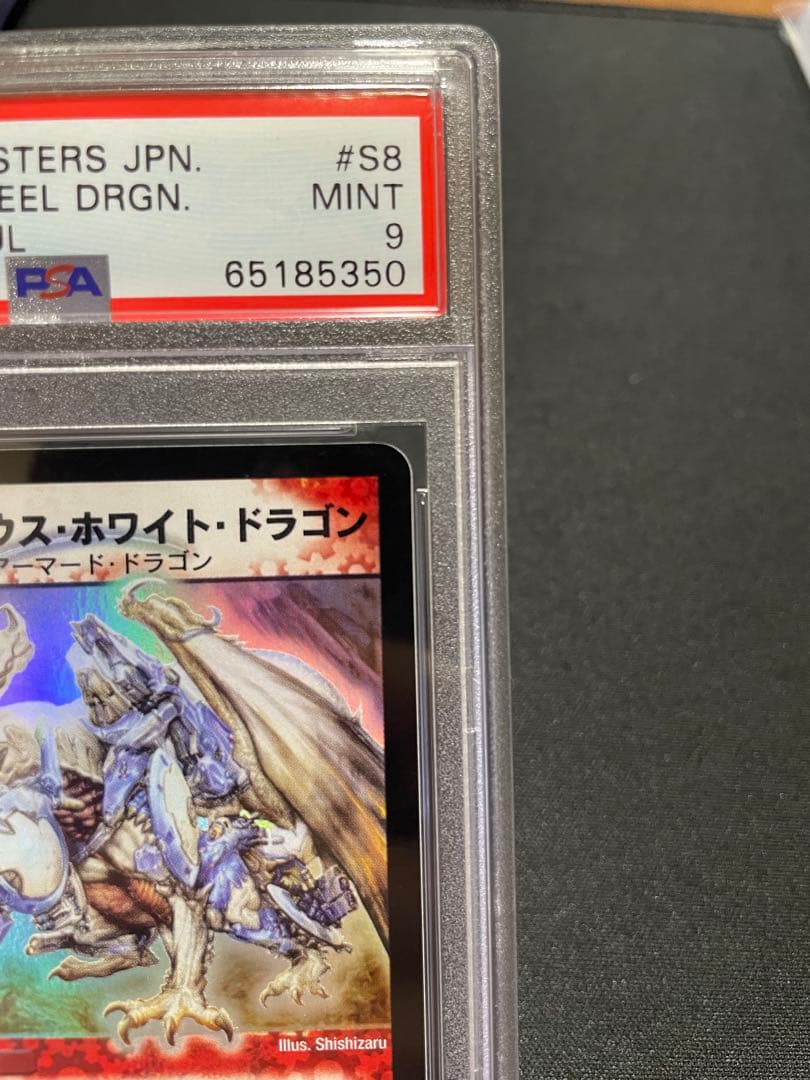 STERS JPN. #S8
EEL DRGN. MINT
UL 9
PSA 65185350
ウス・ホワイト・ドラゴン
アーマード・ドラゴン
Illus. Shishizaru